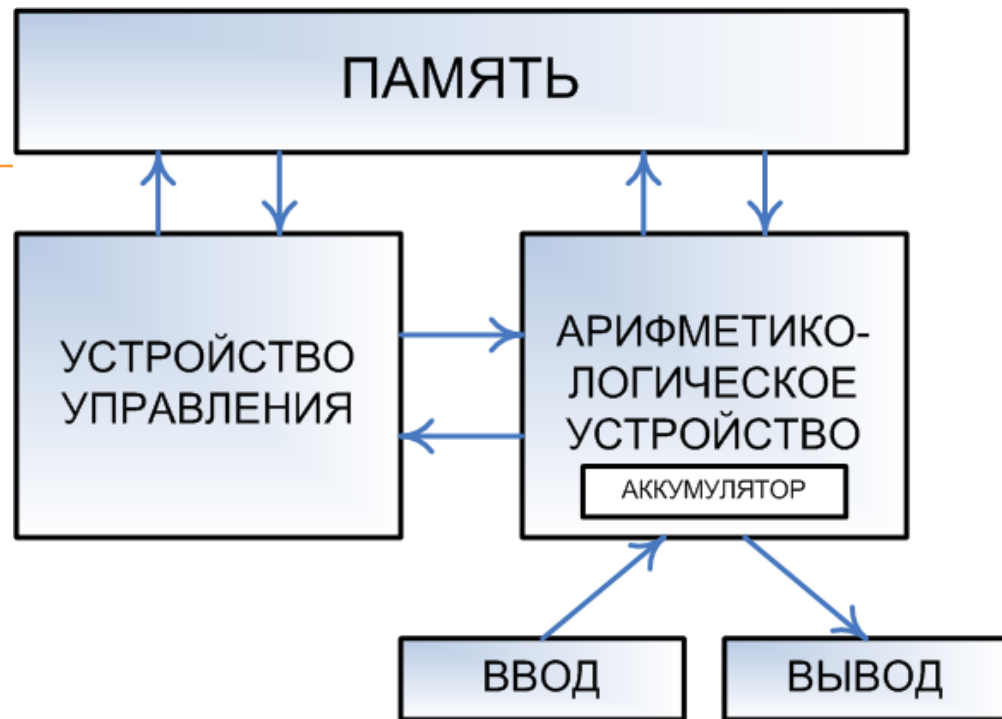 ПАМЯТЬ
УСТРОЙСТВО
УПРАВЛЕНИЯ
АРИФМЕТИКО-
ЛОГИЧЕСКОЕ
УСТРОЙСТВО
АККУМУЛЯТОР
ВВОД
ВЫВОД